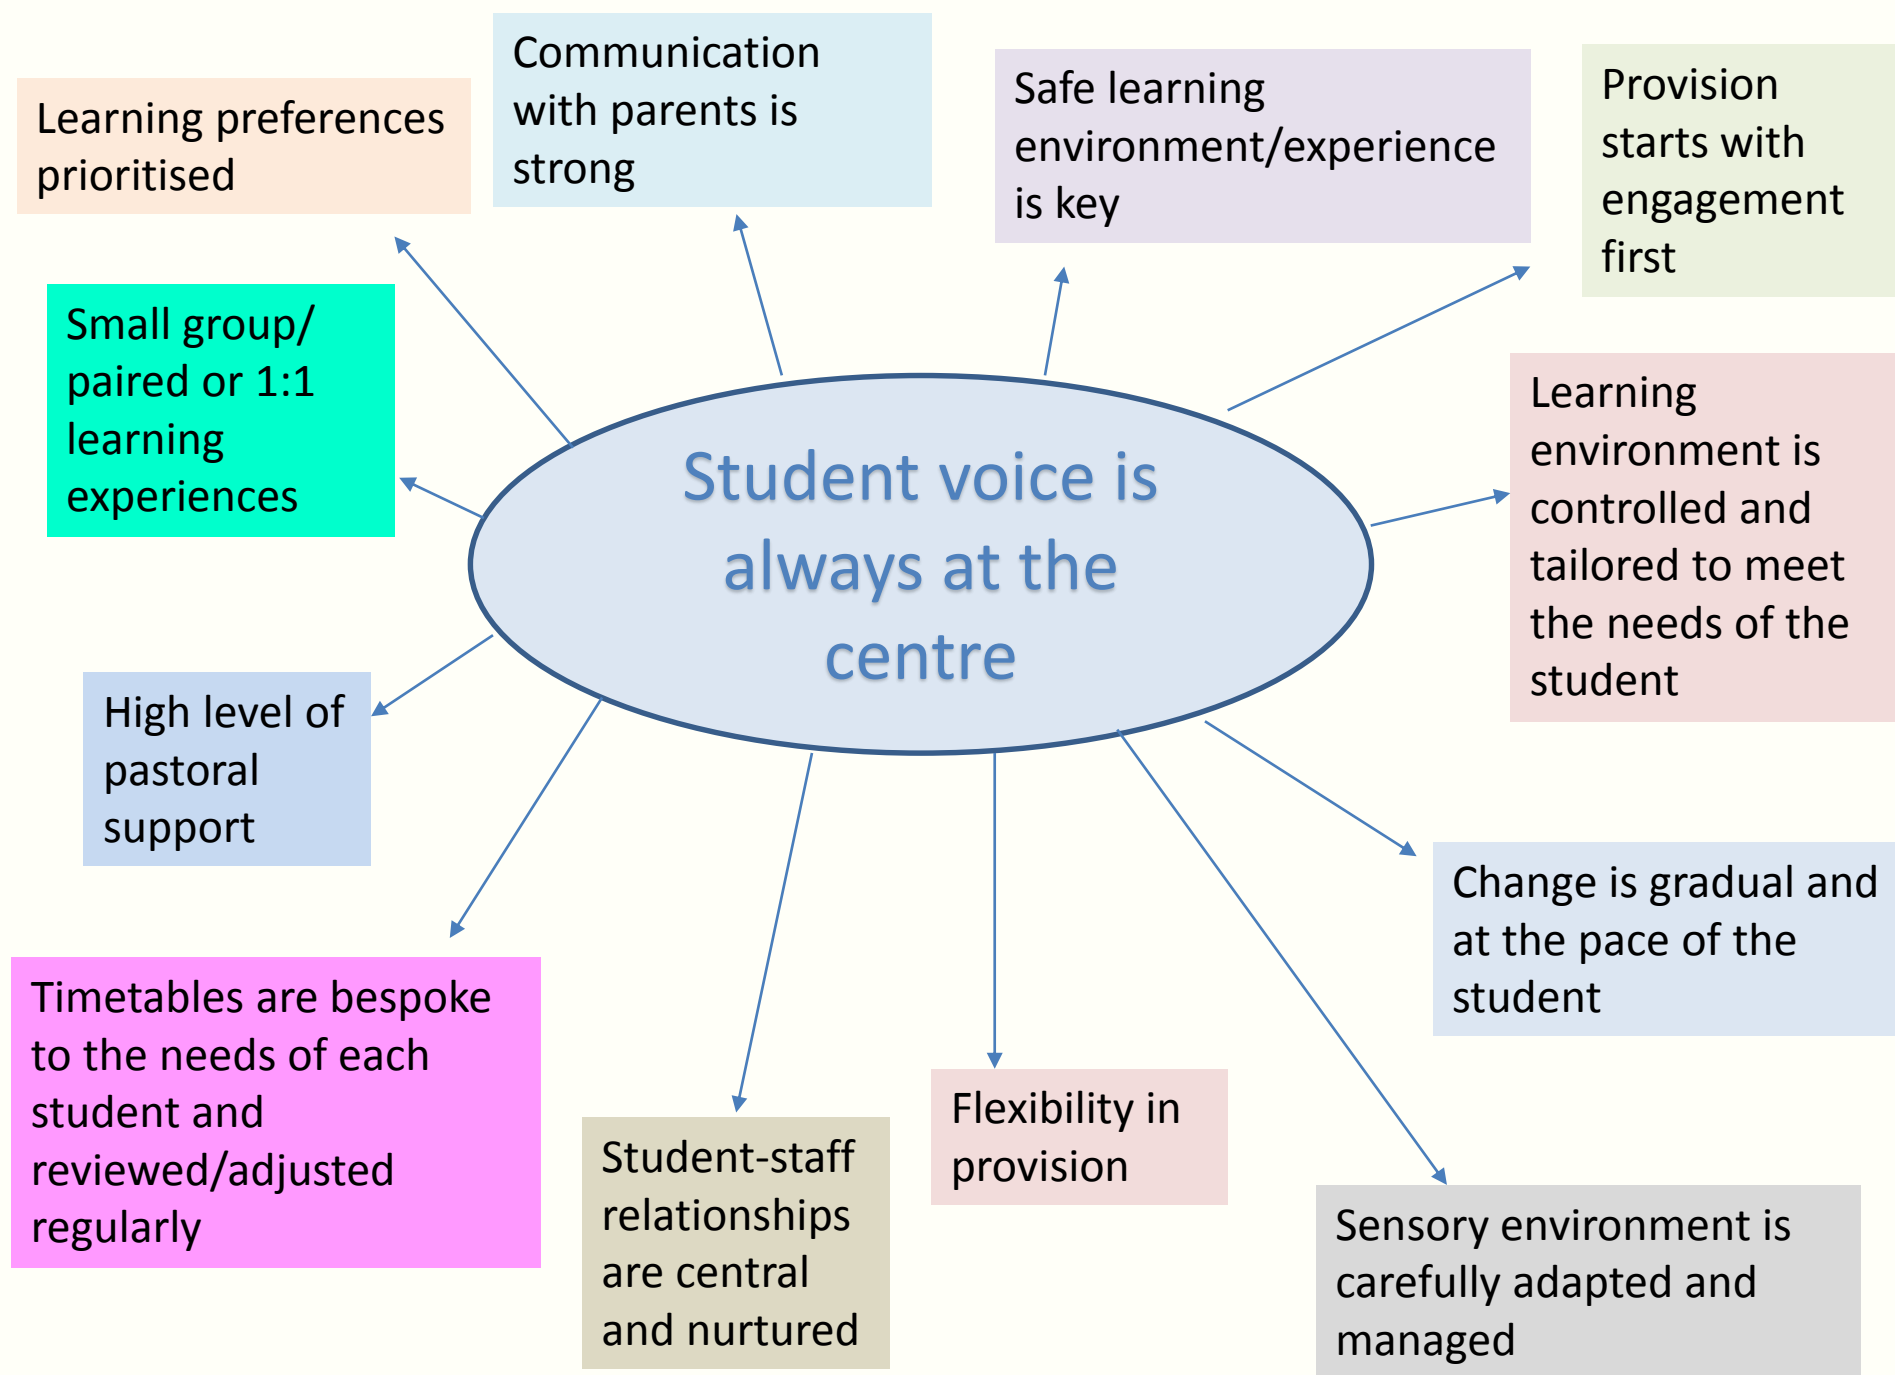 Learning preferences
prioritised
Communication
with parents is
strong
Safe learning
environment/experience
is key
Provision
starts with
engagement
first
Small group/
paired or 1:1
learning
experiences
Student voice is
always at the
centre
Learning
environment is
controlled and
tailored to meet
the needs of the
student
High level of
pastoral
support
Change is gradual and
at the pace of the
student
Timetables are bespoke
to the needs of each
student and
reviewed/adjusted
regularly
Student-staff
relationships
are central
and nurtured
Flexibility in
provision
Sensory environment is
carefully adapted and
managed